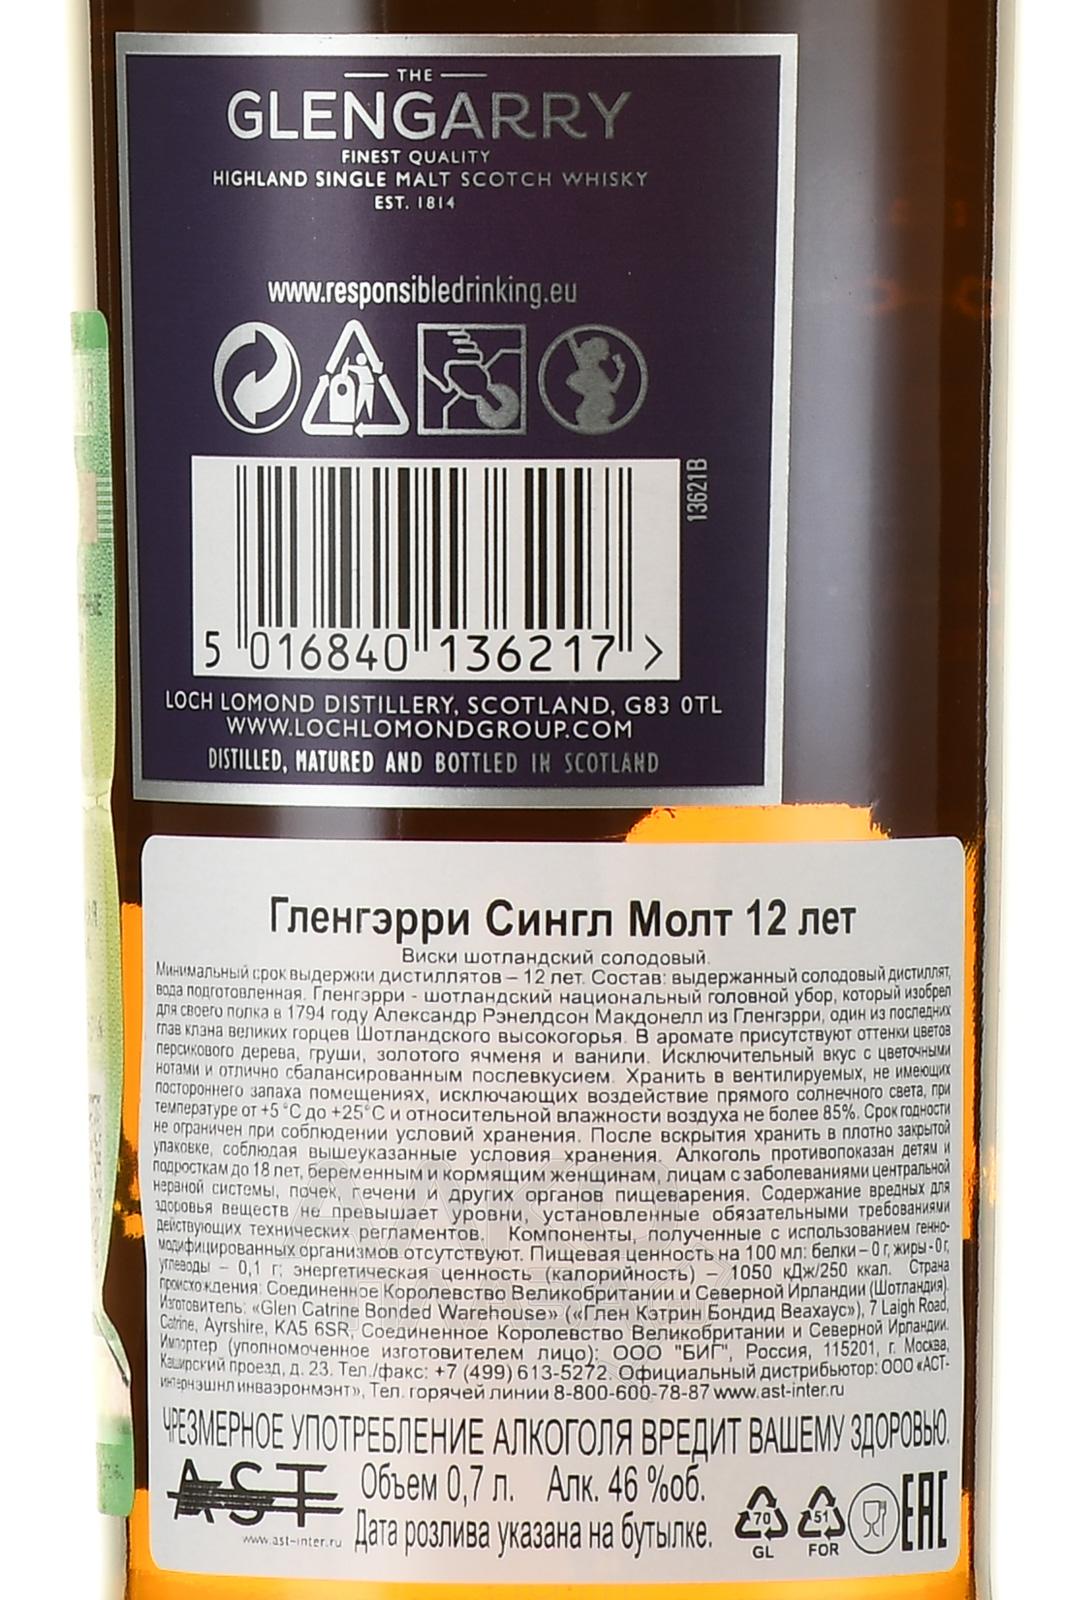 THE
GLENGARRY
FINEST QUALITY
HIGHLAND SINGLE MALT SCOTCH WHISKY
EST. 1814
www.responsibledrinking.eu
13621B
5 016840 136217 >
LOCH LOMOND DISTILLERY, SCOTLAND, G83 0TL
WWW.LOCHLOMONDGROUP.COM
DISTILLED, MATURED AND BOTTLED IN SCOTLAND
Гленгэрри Сингл Молт 12 лет
Виски шотландский солодовый.
Минимальный срок выдержки дистиллятов – 12 лет. Состав: выдержанный солодовый дистиллят,
вода подготовленная. Гленгэрри - шотландский национальный головной убор, который изобрел
для своего полка в 1794 году Александр Рэнелдсон Макдонелл из Гленгэрри, один из последних
глав клана великих горцев Шотландского высокогорья. В аромате присутствуют оттенки цветов
персикового дерева, груши, золотого ячменя и ванили. Исключительный вкус с цветочными
нотами и отлично сбалансированным послевкусием. Хранить в вентилируемых, не имеющих
постороннего запаха помещениях, исключающих воздействие прямого солнечного света, при
температуре от +5 °С до +25°С и относительной влажности воздуха не более 85%. Срок годности
не ограничен при соблюдении условий хранения. После вскрытия хранить в плотно закрытой
упаковке, соблюдая вышеуказанные условия хранения. Алкоголь противопоказан детям и
подросткам до 18 лет, беременным и кормящим женщинам, лицам с заболеваниями центральной
нервной системы, почек, печени и других органов пищеварения. Содержание вредных для
здоровья веществ не превышает уровни, установленные обязательными требованиями
действующих технических регламентов. Компоненты, полученные с использованием генно-
модифицированных организмов отсутствуют. Пищевая ценность на 100 мл: белки – 0 г, жиры - 0 г,
углеводы – 0,1 г; энергетическая ценность (калорийность) – 1050 кДж/250 ккал. Страна
происхождения: Соединенное Королевство Великобритании и Северной Ирландии (Шотландия).
Изготовитель: «Glen Catrine Bonded Warehouse» («Глен Кэтрин Бондид Веахаус»), 7 Laigh Road,
Catrine, Ayrshire, KA5 6SR, Соединенное Королевство Великобритании и Северной Ирландии.
Импортер (уполномоченное изготовителем лицо): ООО "БИГ", Россия, 115201, г. Москва,
Каширский проезд, д. 23. Тел./факс: +7 (499) 613-5272. Официальный дистрибьютор: ООО «АСТ-
интернэшнл инваэронмэнт», Тел. горячей линии 8-800-600-78-87 www.ast-inter.ru
ЧРЕЗМЕРНОЕ УПОТРЕБЛЕНИЕ АЛКОГОЛЯ ВРЕДИТ ВАШЕМУ ЗДОРОВЬЮ.
AST
www.ast-inter.ru
Объем 0,7 л. Алк. 46 %об.
Дата розлива указана на бутылке.
70
GL
51
FOR
EAC